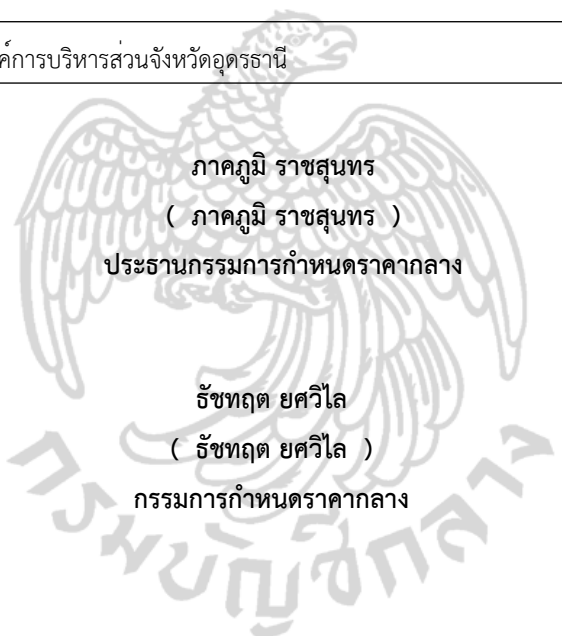 ค์การบริหารส่วนจังหวัดอุดรธานี
ภาคภูมิ ราชสุนทร
( ภาคภูมิ ราชสุนทร )
ประธานกรรมการกำหนดราคากลาง
ธัชทฤต ยศวิไล
( ธัชทฤต ยศวิไล )
กรรมการกำหนดราคากลาง
กรมบัญชีกลาง